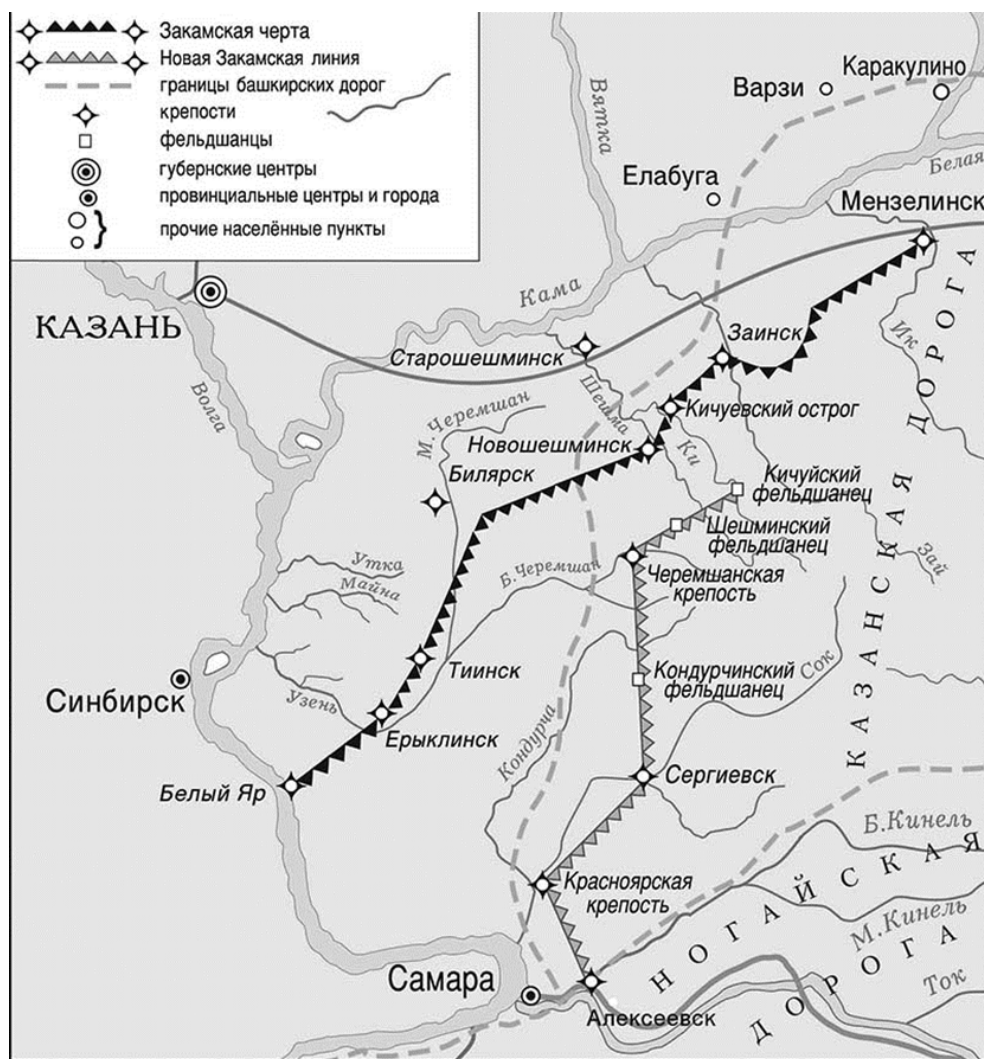 Закамская черта
Новая Закамская линия
границы башкирских дорог
крепости
фельдшанцы
губернские центры
провинциальные центры и города
прочие населённые пункты
Вятка
Варзи
Каракулино
Белая
Елабуга
Мензелинск
Кама
КАЗАНЬ
Волга
Старошешминск
Заинск
Ик
Шешма
Кичуевский острог
М. Черемшан
Новошешминск
Ки
Билярск
Кичуйский
фельдшанец
Шешминский
фельдшанец
Зай
Утка
Майна
Б. Черемшан
Черемшанская
крепость
КАЗАНСКАЯ ДОРОГА
Синбирск
Тиинск
Кондурчинский
фельдшанец
Сок
Узень
Ерыклинск
Кондурча
Белый Яр
Сергиевск
Б.Кинель
Красноярская
крепость
М.Кинель
НОГАЙСКАЯ
ДОРОГА
Самара
Ток
Алексеевск